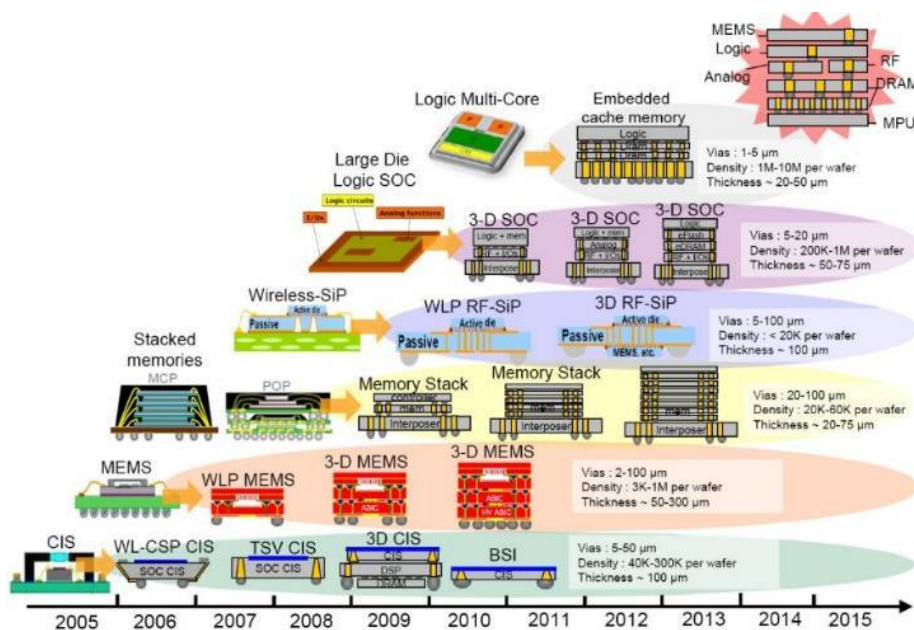 MEMS
Logic
Analog
RF
DRAM
MPU
Logic Multi-Core
Embedded
cache memory
Logic
Vias : 1-5 µm
Density : 1M-10M per wafer
Thickness ~ 20-50 µm
Large Die
Logic SOC
I/Os
Logic circuits
Analog functions
3-D SOC
Logic + mem
RF + I/Os
Interposer
3-D SOC
Logic + mem
Analog
RF + I/Os
Interposer
3-D SOC
Logic
eFlash
eDRAM
RF + I/Os
Interposer
Vias : 5-20 µm
Density : 200K-1M per wafer
Thickness ~ 50-75 µm
Wireless-SiP
Active die
Passive
WLP RF-SiP
Active die
Passive
3D RF-SiP
Active die
Passive
MEMS, etc.
Vias : 5-100 µm
Density : < 20K per wafer
Thickness ~ 100 µm
Stacked
memories
MCP
POP
Memory Stack
controller
mem
Interposer
Memory Stack
mem
Interposer
mem
Interposer
Vias : 20-100 µm
Density : 20K-60K per wafer
Thickness ~ 20-75 µm
MEMS
WLP MEMS
3-D MEMS
ASIC
3-D MEMS
ASIC
HV ASIC
Vias : 2-100 µm
Density : 3K-1M per wafer
Thickness ~ 50-300 µm
CIS
WL-CSP CIS
SOC CIS
TSV CIS
SOC CIS
3D CIS
CIS
DSP
DRAM
BSI
CIS
Vias : 5-50 µm
Density : 40K-300K per wafer
Thickness ~ 100 µm
2005 2006 2007 2008 2009 2010 2011 2012 2013 2014 2015